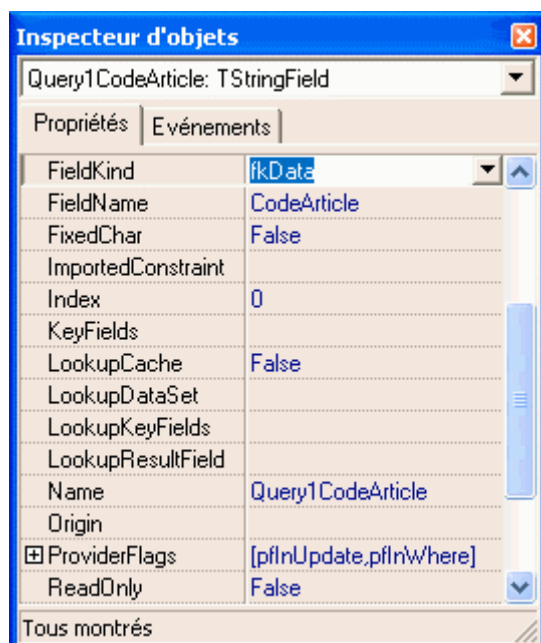 Inspecteur d'objets
Query1CodeArticle: TStringField
Propriétés Evénements
FieldKind fkData
FieldName CodeArticle
FixedChar False
ImportedConstraint
Index 0
KeyFields
LookupCache False
LookupDataSet
LookupKeyFields
LookupResultField
Name Query1CodeArticle
Origin
ProviderFlags [pfInUpdate,pfInWhere]
ReadOnly False
Tous montrés